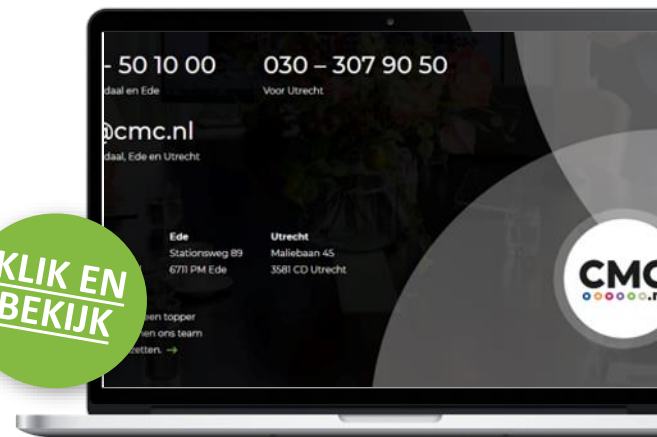 - 50 10 00
030 – 307 90 50
daal en Ede
Voor Utrecht
@cmc.nl
daal, Ede en Utrecht
Ede
Stationsweg 89
6711 PM Ede
Utrecht
Maliebaan 45
3581 CD Utrecht
een topper
en ons team
zetten. →
KLIK EN
BEKIJK
CMC